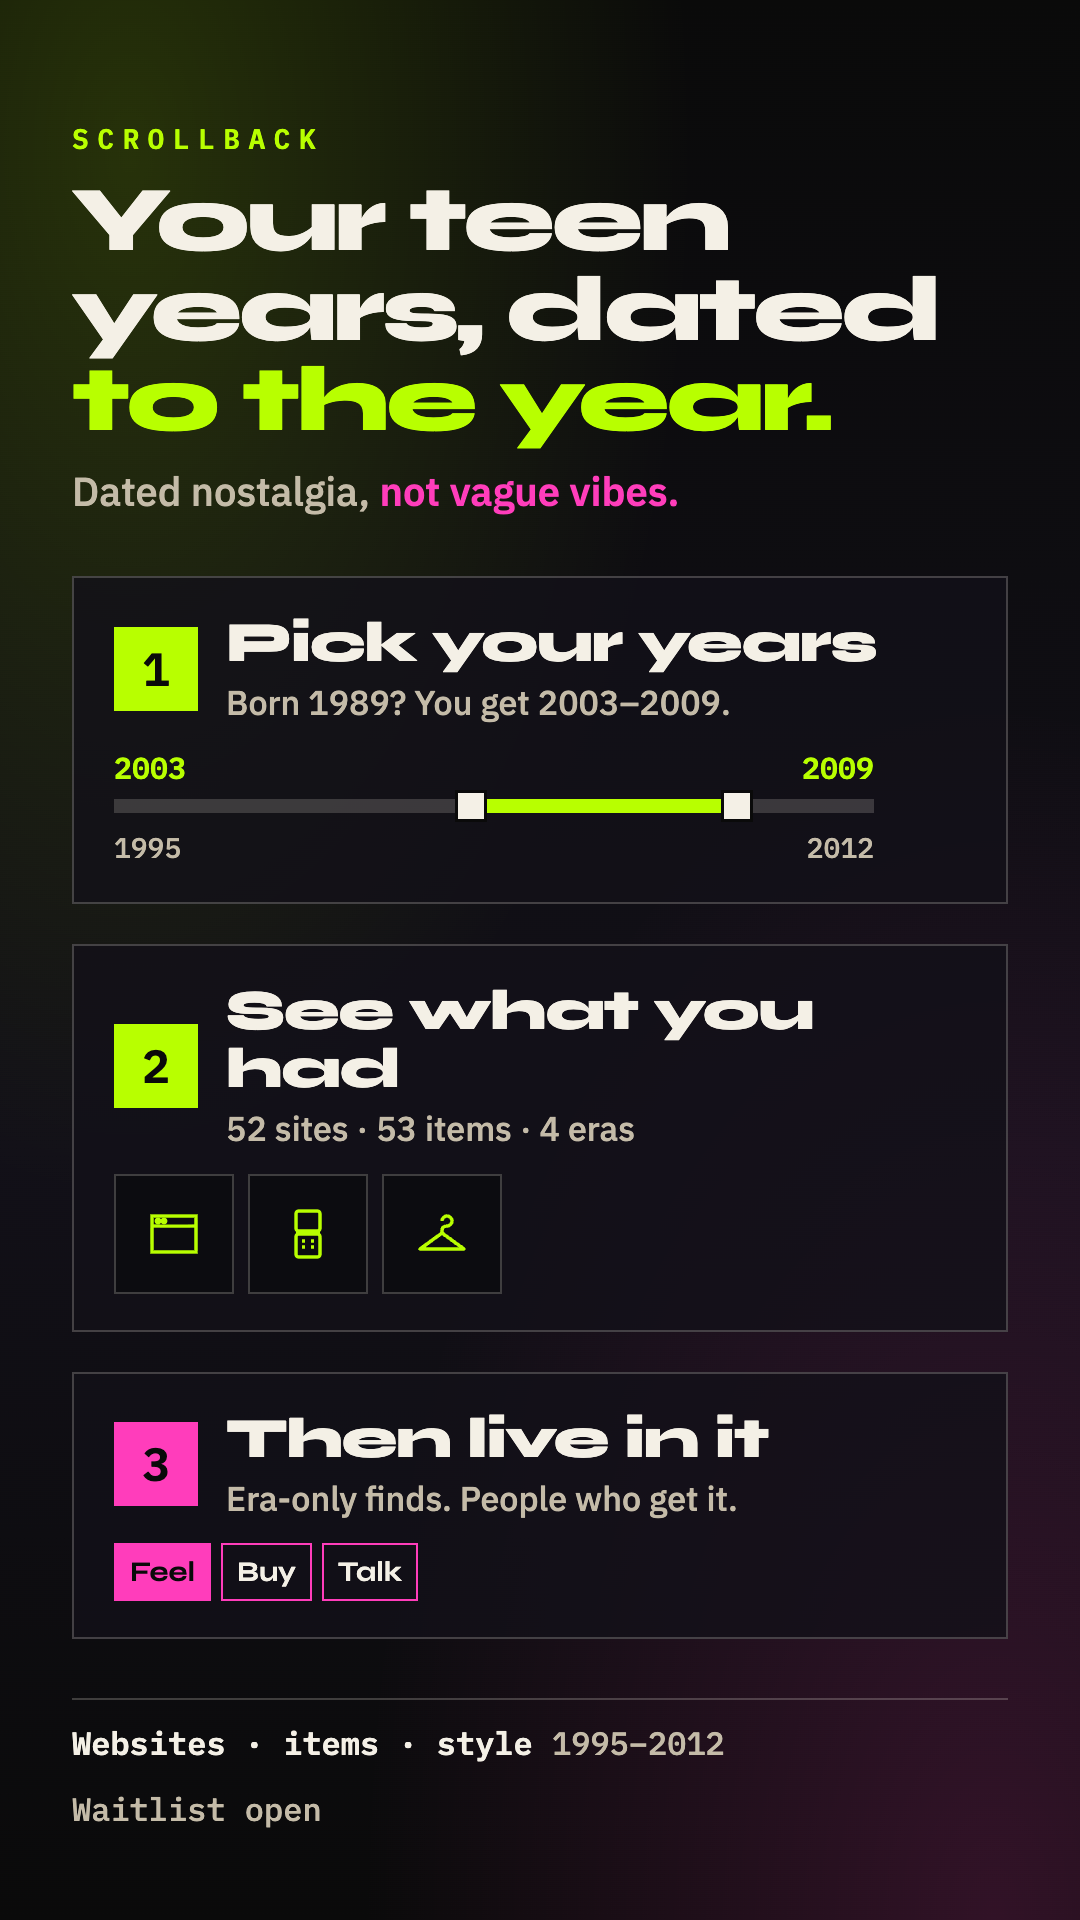 SCROLLBACK
Your teen
years, dated
to the year.
Dated nostalgia, not vague vibes.
1
Pick your years
Born 1989? You get 2003–2009.
2003 2009
1995 2012
2
See what you
had
52 sites · 53 items · 4 eras
3
Then live in it
Era-only finds. People who get it.
Feel Buy Talk
Websites · items · style 1995–2012
Waitlist open